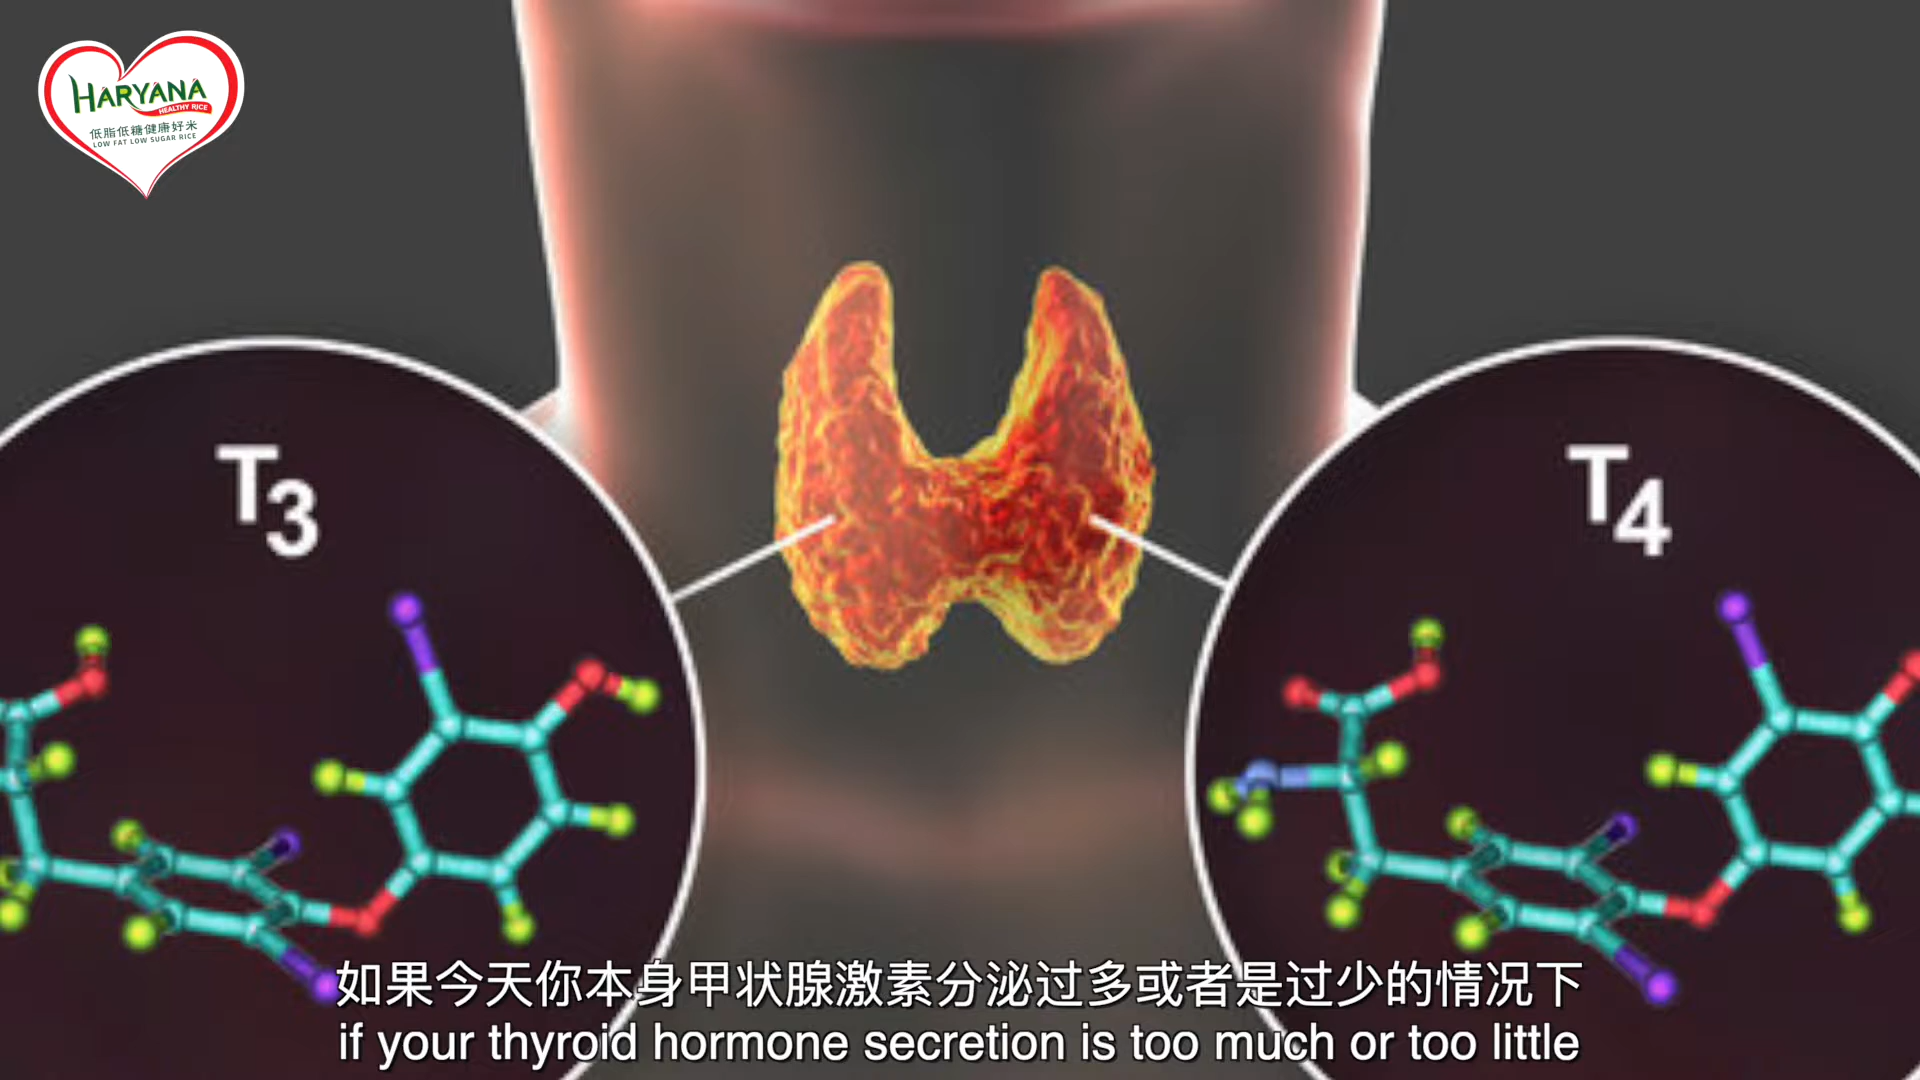 HARYANA
HEALTHY RICE
低脂低糖健康好米
LOW FAT LOW SUGAR RICE
T3
T4
如果今天你本身甲状腺激素分泌过多或者是过少的情况下
if your thyroid hormone secretion is too much or too little